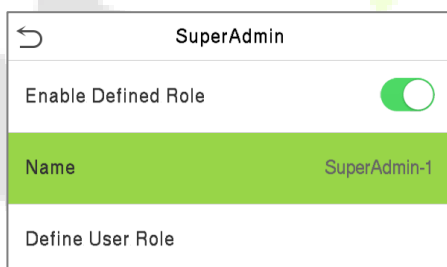 SuperAdmin
Enable Defined Role
Name SuperAdmin-1
Define User Role